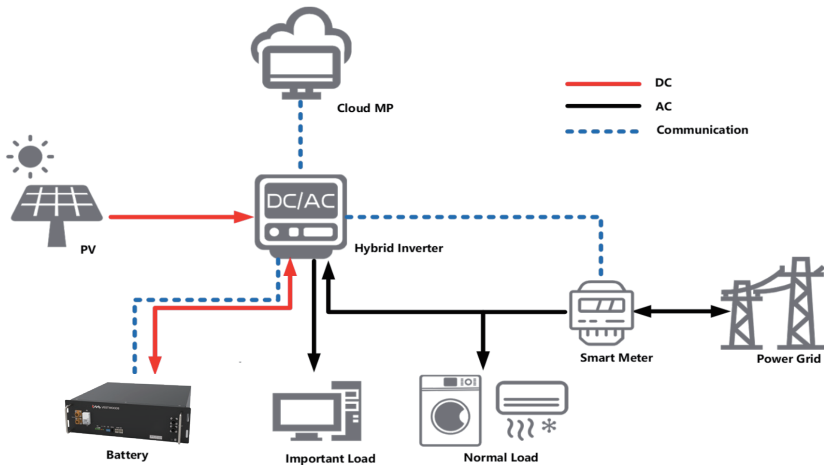 Cloud MP
DC
AC
Communication
DC/AC
PV
Hybrid Inverter
Smart Meter
Power Grid
Battery
Important Load
Normal Load